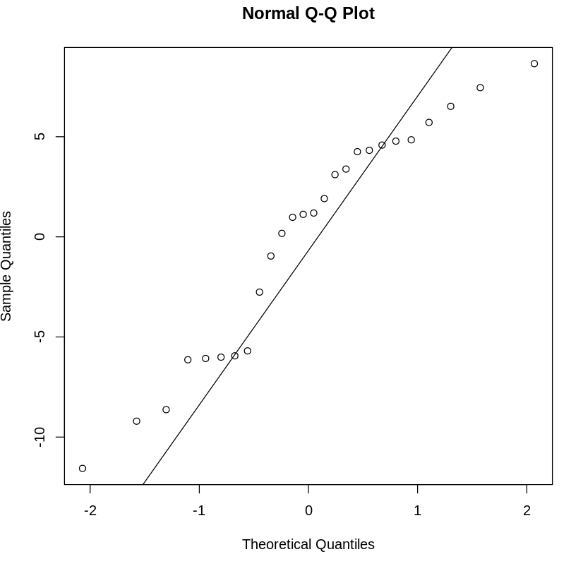 Normal Q-Q Plot
Sample Quantiles
5
0
-5
-10
-2 -1 0 1 2
Theoretical Quantiles